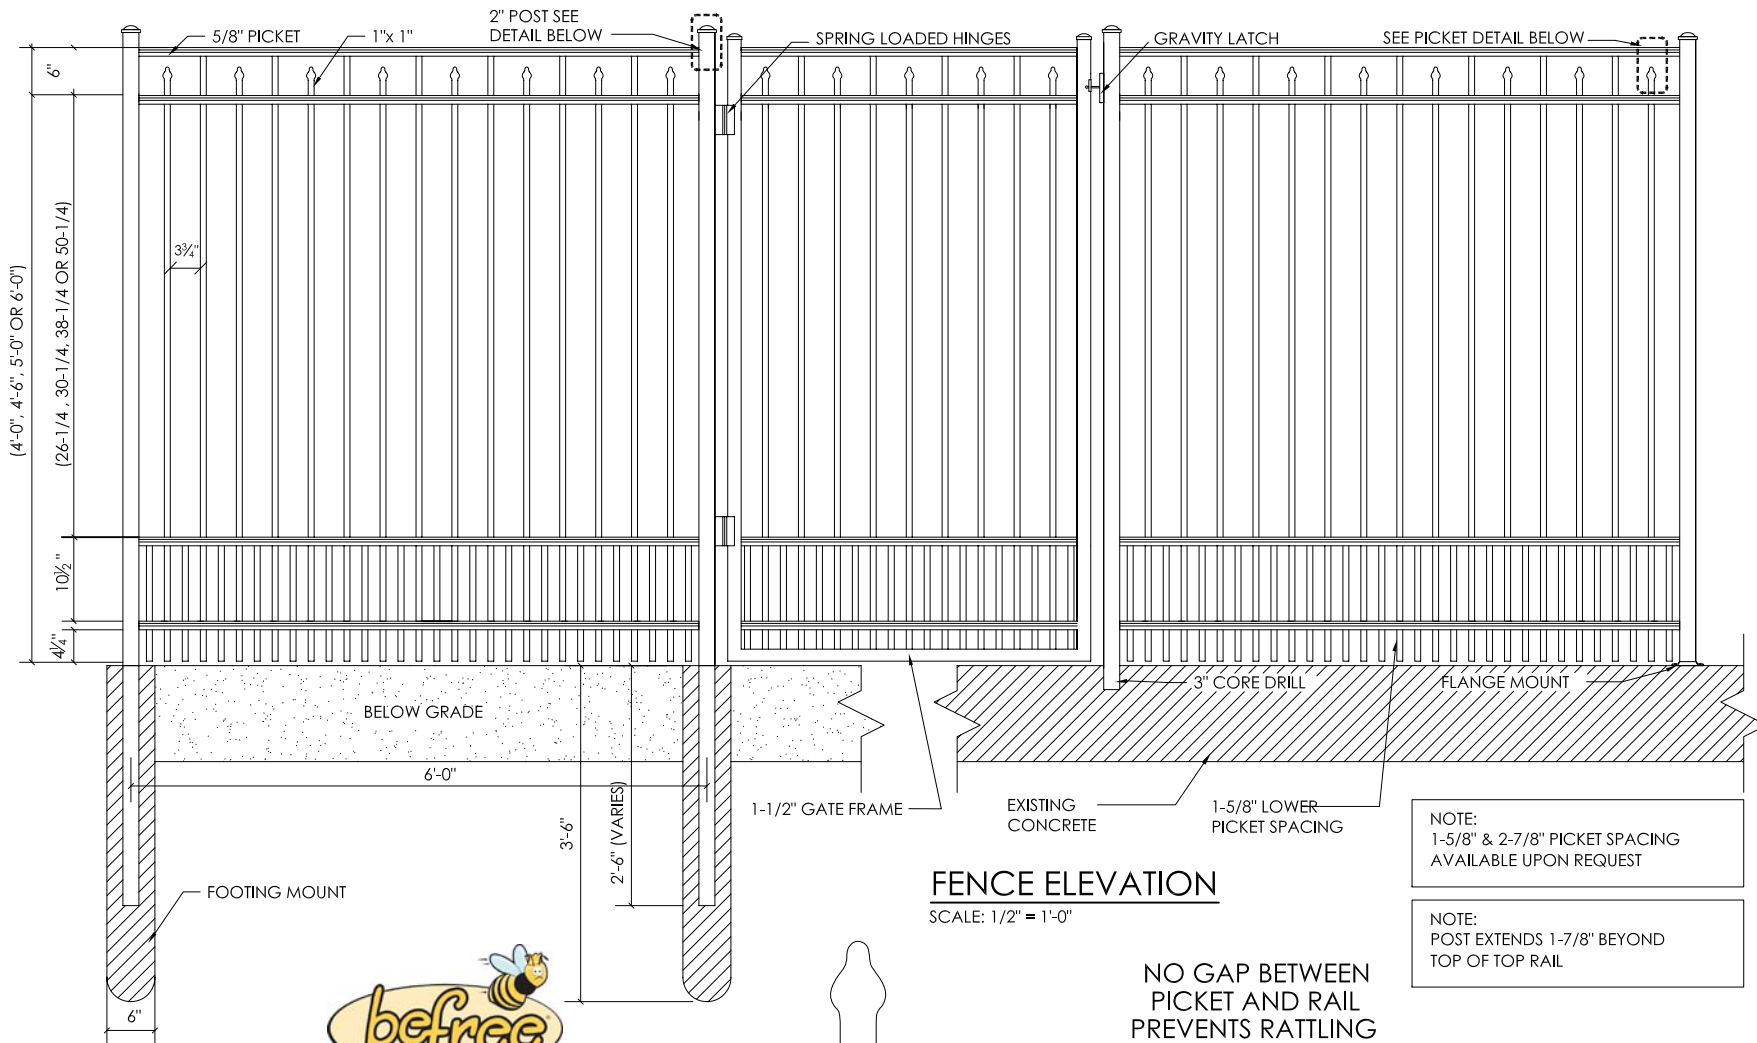 2" POST SEE
DETAIL BELOW
5/8" PICKET
1"x 1"
SPRING LOADED HINGES
GRAVITY LATCH
SEE PICKET DETAIL BELOW
6"
(4'-0", 4'-6", 5'-0" OR 6'-0")
(26-1/4, 30-1/4, 38-1/4 OR 50-1/4)
3¾"
10½"
4¼"
3" CORE DRILL
FLANGE MOUNT
BELOW GRADE
6'-0"
3'-6"
2'-6" (VARIES)
1-1/2" GATE FRAME
EXISTING
CONCRETE
1-5/8" LOWER
PICKET SPACING
NOTE:
1-5/8" & 2-7/8" PICKET SPACING
AVAILABLE UPON REQUEST
FOOTING MOUNT
FENCE ELEVATION
SCALE: 1/2" = 1'-0"
NOTE:
POST EXTENDS 1-7/8" BEYOND
TOP OF TOP RAIL
NO GAP BETWEEN
PICKET AND RAIL
PREVENTS RATTLING
6"
befree